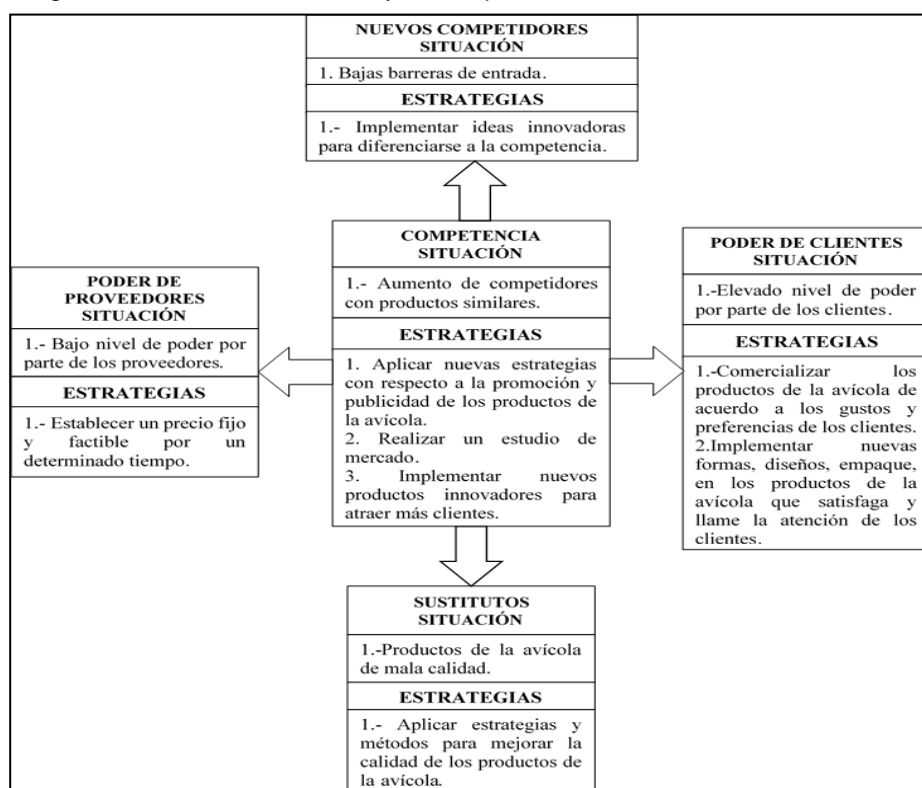 NUEVOS COMPETIDORES
SITUACIÓN
1. Bajas barreras de entrada.
ESTRATEGIAS
1.- Implementar ideas innovadoras
para diferenciarse a la competencia.
COMPETENCIA
SITUACIÓN
1.- Aumento de competidores
con productos similares.
ESTRATEGIAS
1. Aplicar nuevas estrategias
con respecto a la promoción y
publicidad de los productos de
la avícola.
2. Realizar un estudio de
mercado.
3. Implementar nuevos
productos innovadores para
atraer más clientes.
PODER DE
PROVEEDORES
SITUACIÓN
1.- Bajo nivel de poder por
parte de los proveedores.
ESTRATEGIAS
1.- Establecer un precio fijo
y factible por un
determinado tiempo.
PODER DE CLIENTES
SITUACIÓN
1.-Elevado nivel de poder
por parte de los clientes.
ESTRATEGIAS
1.-Comercializar los
productos de la avícola de
acuerdo a los gustos y
preferencias de los clientes.
2.Implementar nuevas
formas, diseños, empaque,
en los productos de la
avícola que satisfaga y
llame la atención de los
clientes.
SUSTITUTOS
SITUACIÓN
1.-Productos de la avícola
de mala calidad.
ESTRATEGIAS
1.- Aplicar estrategias y
métodos para mejorar la
calidad de los productos de
la avícola.